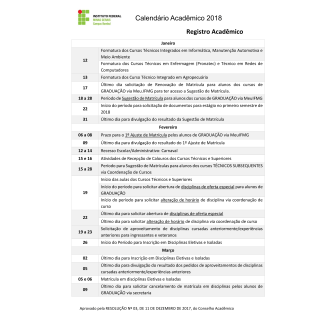 INSTITUTO FEDERAL
Calendário Acadêmico 2018
Registro Acadêmico
Janeiro
12
Formatura dos Cursos Técnicos Integrados em Informática, Manutenção Automotiva e
Meio Ambiente
Formatura dos Cursos Técnicos em Enfermagem (Pronatec) e Técnico em Redes de
Computadores
13
Formatura dos Curso Técnico Integrado em Agropecuária
17
Último dia solicitação de Renovação de Matrícula para alunos dos cursos de
GRADUAÇÃO via MeuIFMG para ter acesso a Sugestão de Matrícula.
18 a 28
Período de Sugestão de Matrícula para alunos dos cursos de GRADUAÇÃO via MeuIFMG
22
Início do período para solicitação de documentos para estágio no primeiro semestre de
2018
31
Último dia para divulgação do resultado da Sugestão de Matrícula
Fevereiro
06 a 08
Prazo para o 1º Ajuste de Matrícula pelos alunos de GRADUAÇÃO via MeuIFMG
09
Último dia para divulgação do resultado do 1º Ajuste de Matrícula
12 a 14
Recesso Escolar/Administrativo- Carnaval
15 e 16
Atividades de Recepção de Calouros dos Cursos Técnicos e Superiores
15 a 28
Período para Sugestão de Matrículas para alunos dos cursos TÉCNICOS SUBSEQUENTES
via Coordenação de Cursos
19
Início das aulas dos Cursos Técnicos e Superiores
Início do período para solicitar abertura de disciplinas de oferta especial para alunos de
GRADUAÇÃO
Início do período para solicitar alteração de horário de disciplina via coordenação de
curso
22
Último dia para solicitar abertura de disciplinas de oferta especial
Último dia para solicitar alteração de horário de disciplina via coordenação de curso
19 a 23
Solicitação de aproveitamento de disciplinas cursadas anteriormente/experiências
anteriores para ingressantes e veteranos
26
Início do Período para Inscrição em Disciplinas Eletivas e Isoladas
Março
02
Último dia para Inscrição em Disciplinas Eletivas e Isoladas
05
Último dia para divulgação do resultado dos pedidos de aproveitamentos de disciplinas
cursadas anteriormente/experiências anteriores
05 e 06
Matrícula em disciplinas eletivas e isoladas
09
Último dia para solicitar cancelamento de matrícula em disciplinas pelos alunos de
GRADUAÇÃO via secretaria
Aprovado pela RESOLUÇÃO Nº 03, DE 11 DE DEZEMBRO DE 2017, do Conselho Acadêmico